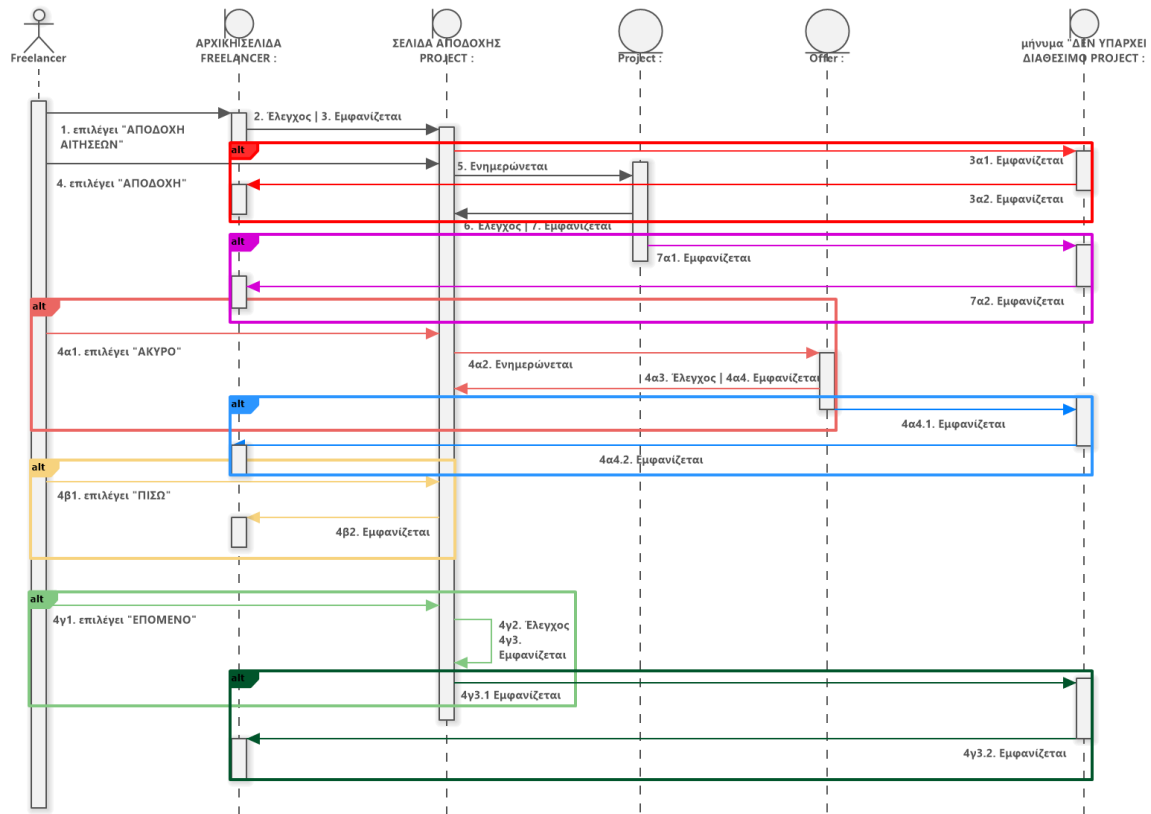 Freelancer
ΑΡΧΙΚΗ ΣΕΛΙΔΑ
FREELANCER :
ΣΕΛΙΔΑ ΑΠΟΔΟΧΗΣ
PROJECT :
Project :
Offer :
μήνυμα "ΔΕΝ ΥΠΑΡΧΕΙ
ΔΙΑΘΕΣΙΜΟ PROJECT :
2. Έλεγχος | 3. Εμφανίζεται
1. επιλέγει "ΑΠΟΔΟΧΗ
ΑΙΤΗΣΕΩΝ"
alt
3α1. Εμφανίζεται
5. Ενημερώνεται
4. επιλέγει "ΑΠΟΔΟΧΗ"
3α2. Εμφανίζεται
6. Έλεγχος | 7. Εμφανίζεται
alt
7α1. Εμφανίζεται
7α2. Εμφανίζεται
alt
4α1. επιλέγει "ΑΚΥΡΟ"
4α2. Ενημερώνεται
4α3. Έλεγχος | 4α4. Εμφανίζεται
alt
4α4.1. Εμφανίζεται
4α4.2. Εμφανίζεται
alt
4β1. επιλέγει "ΠΙΣΩ"
4β2. Εμφανίζεται
alt
4γ1. επιλέγει "ΕΠΟΜΕΝΟ"
4γ2. Έλεγχος
4γ3.
Εμφανίζεται
alt
4γ3.1 Εμφανίζεται
4γ3.2. Εμφανίζεται